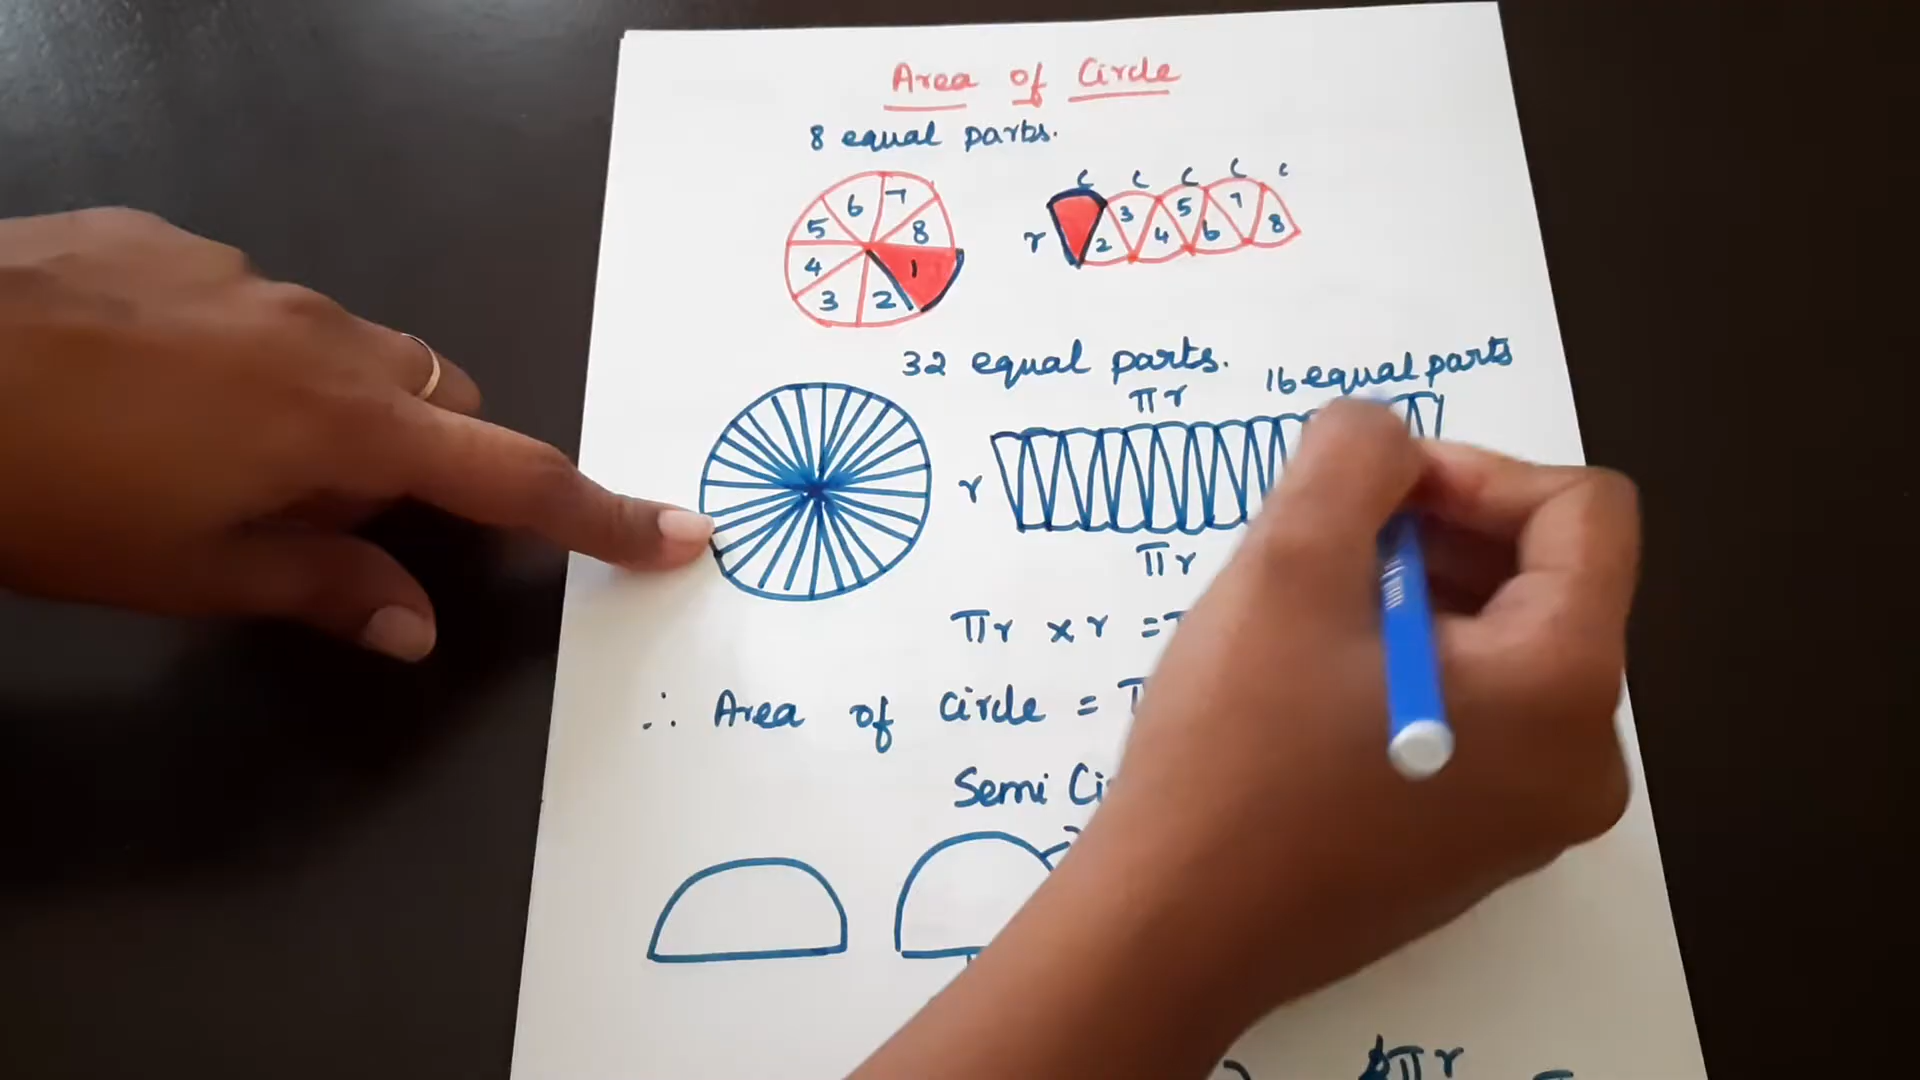 Area of Circle
8 equal parts.
6 7
5 8
4 1
3 2
c c c c c
r 3 5 7
2 4 6 8
32 equal parts.
16 equal parts
πr
r
πr
πr × r =
∴ Area of circle =
Semi
πr